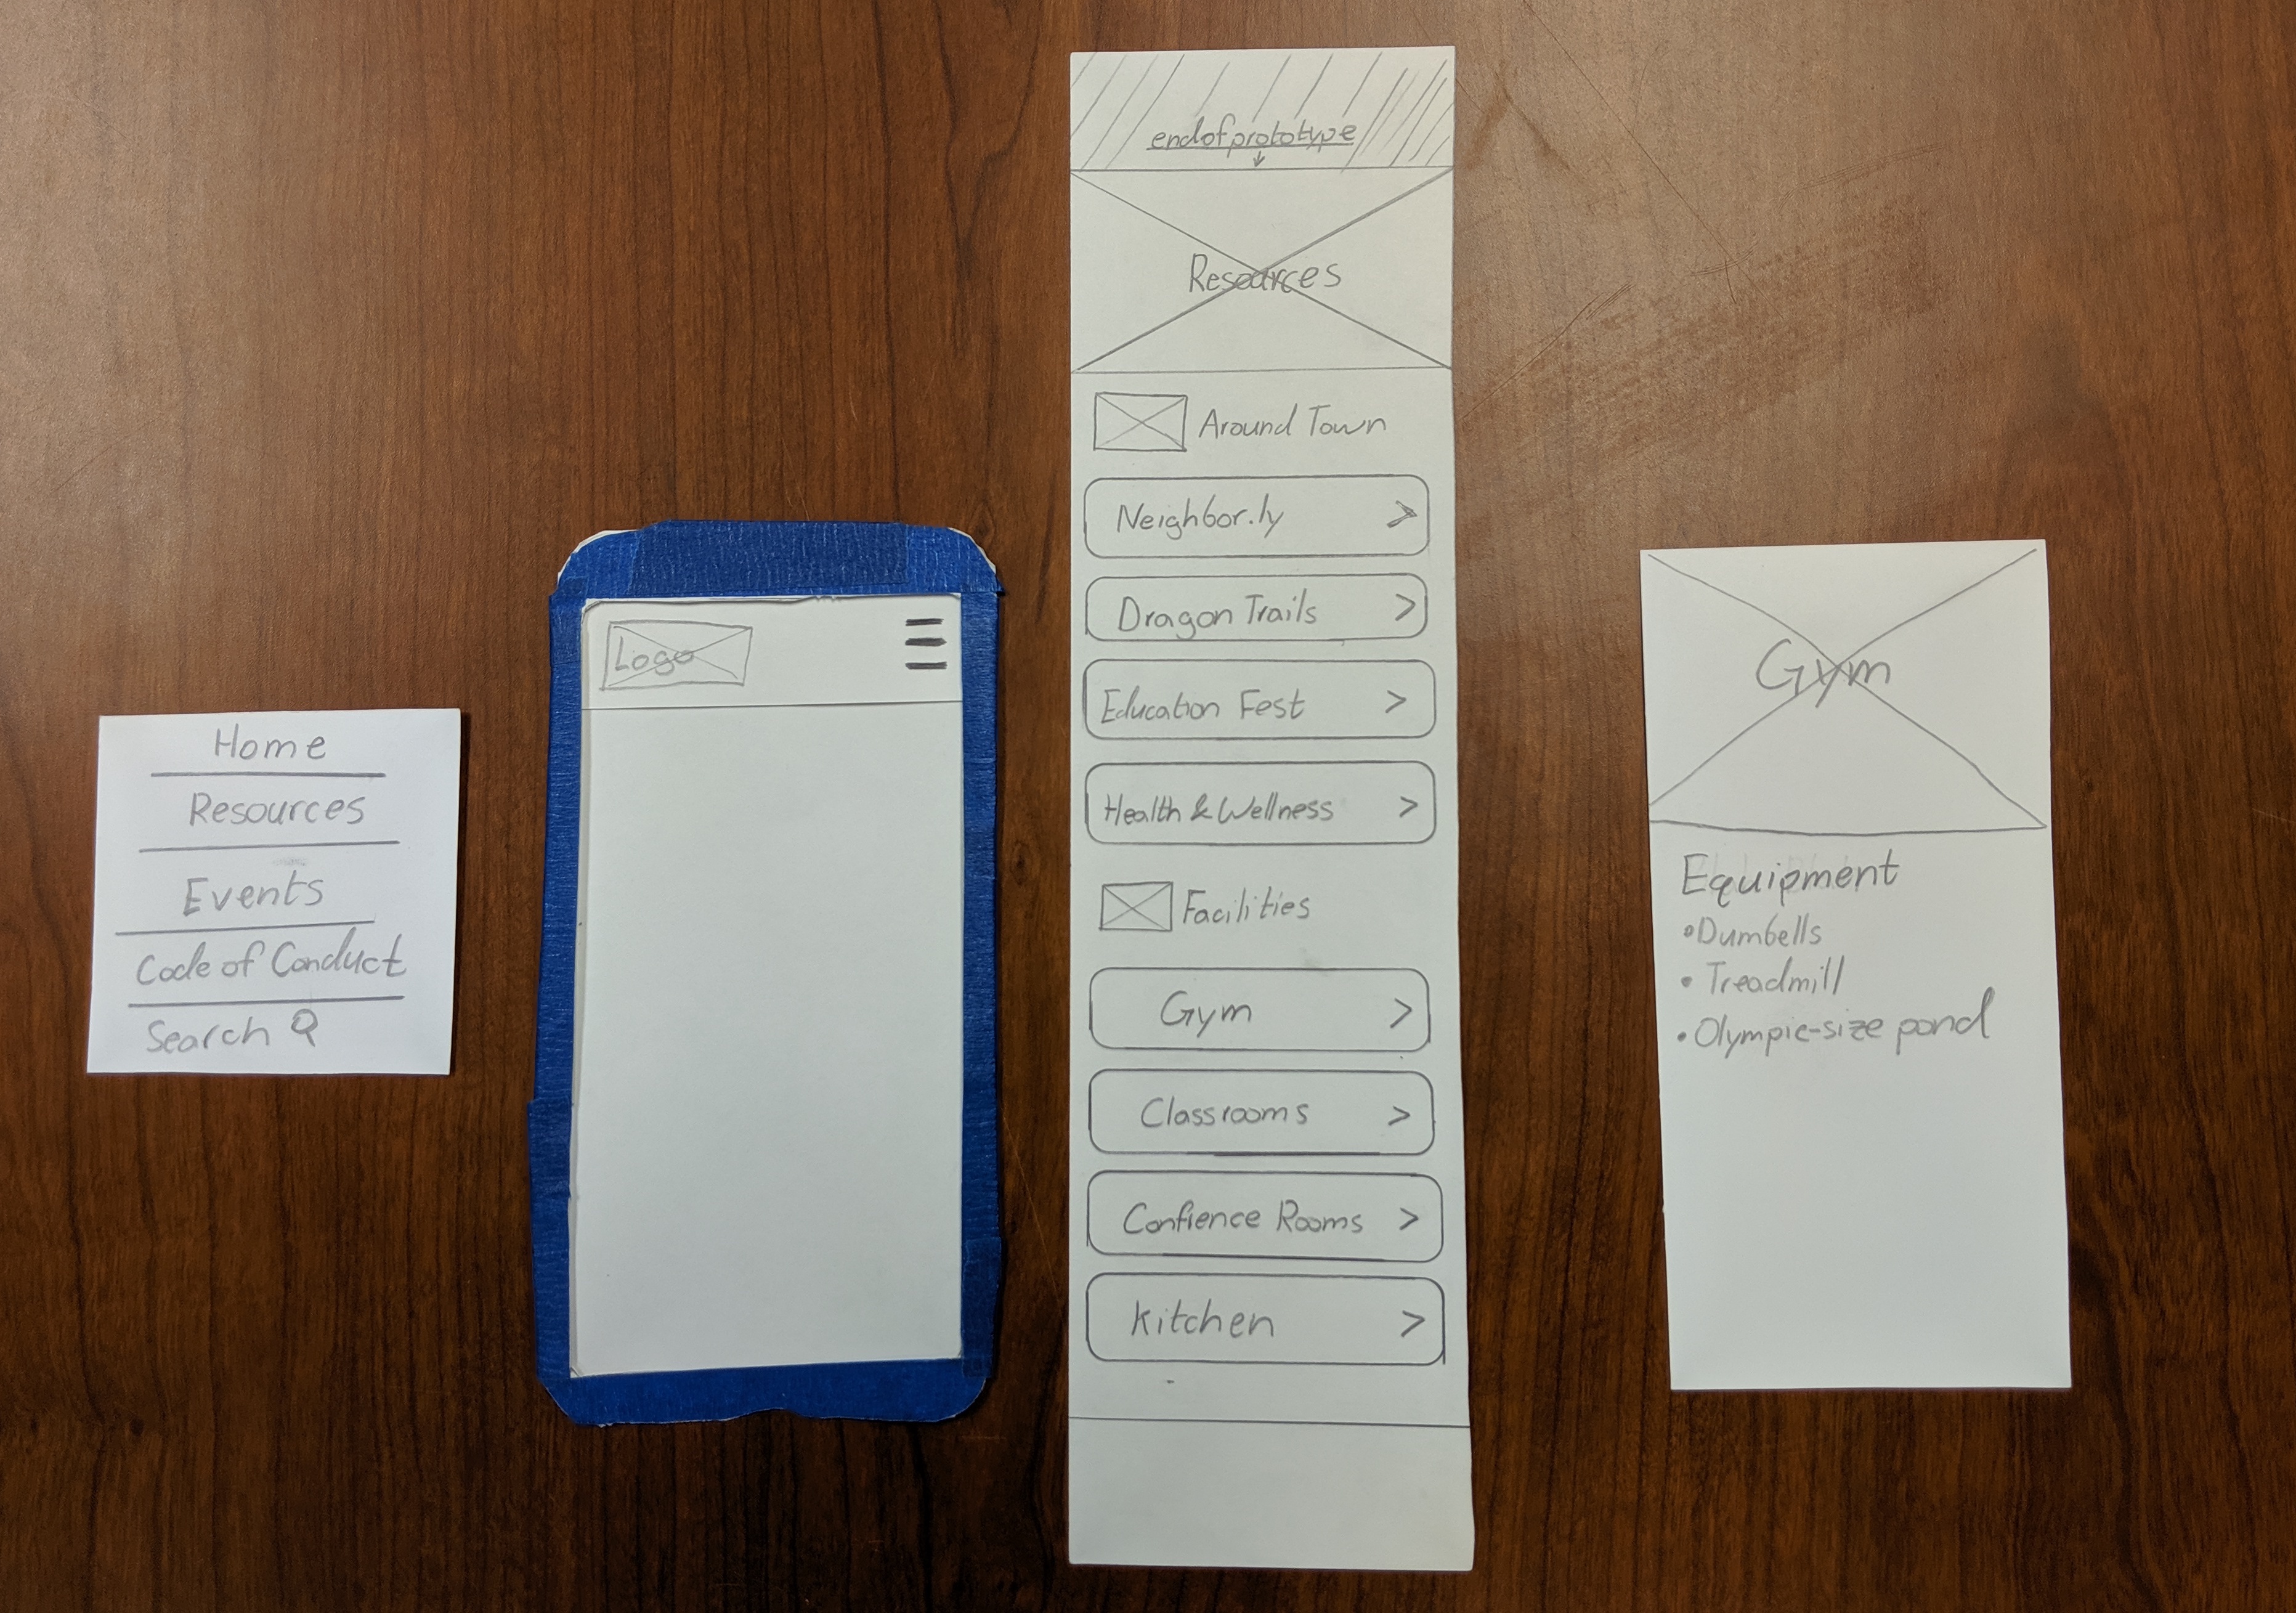 Home
Resources
Events
Code of Conduct
Search
Logo
endofprototype
Resources
Around Town
Neighbor.ly >
Dragon Trails >
Education Fest >
Health & Wellness >
Facilities
Gym >
Classrooms >
Confience Rooms >
Kitchen >
Gym
Equipment
• Dumbells
• Treadmill
• Olympic-size pond